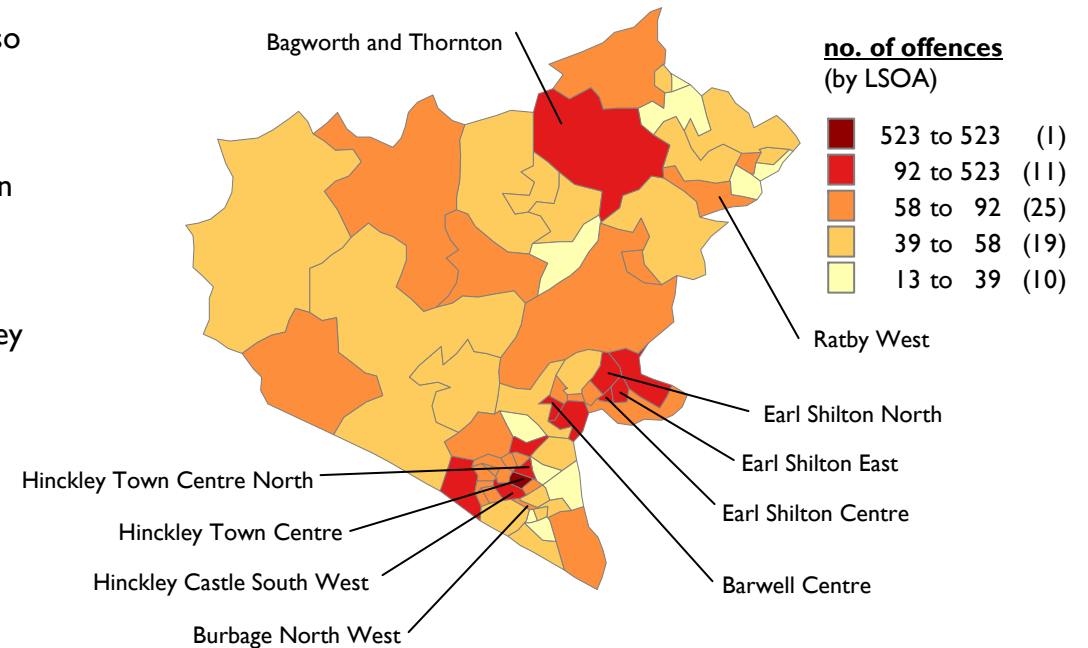 so
n
ey
Bagworth and Thornton
no. of offences
(by LSOA)
523 to 523 (1)
92 to 523 (11)
58 to 92 (25)
39 to 58 (19)
13 to 39 (10)
Ratby West
Earl Shilton North
Earl Shilton East
Earl Shilton Centre
Barwell Centre
Hinckley Town Centre North
Hinckley Town Centre
Hinckley Castle South West
Burbage North West